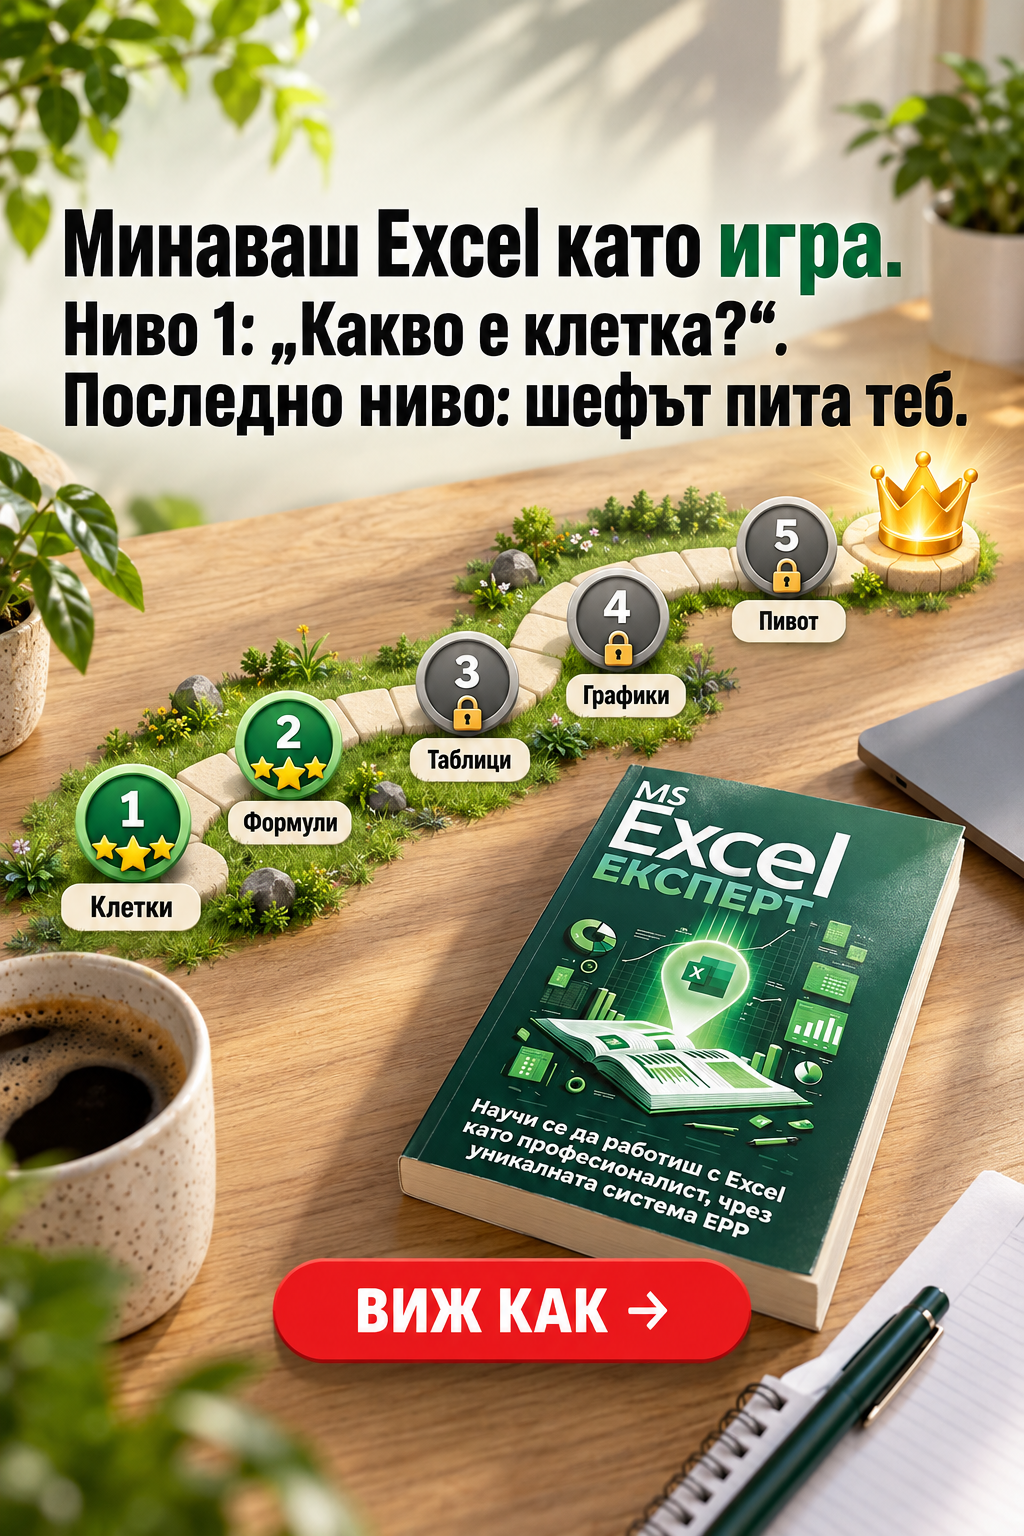 Минаваш Excel като игра.
Ниво 1: „Какво е клетка?“.
Последно ниво: шефът пита теб.
5
Пивот
4
Графики
3
Таблици
2
Формули
1
Клетки
MS
Excel
ЕКСПЕРТ
X
Научи се да работиш с Excel
като професионалист, чрез
уникалната система ЕРР
ВИЖ КАК →